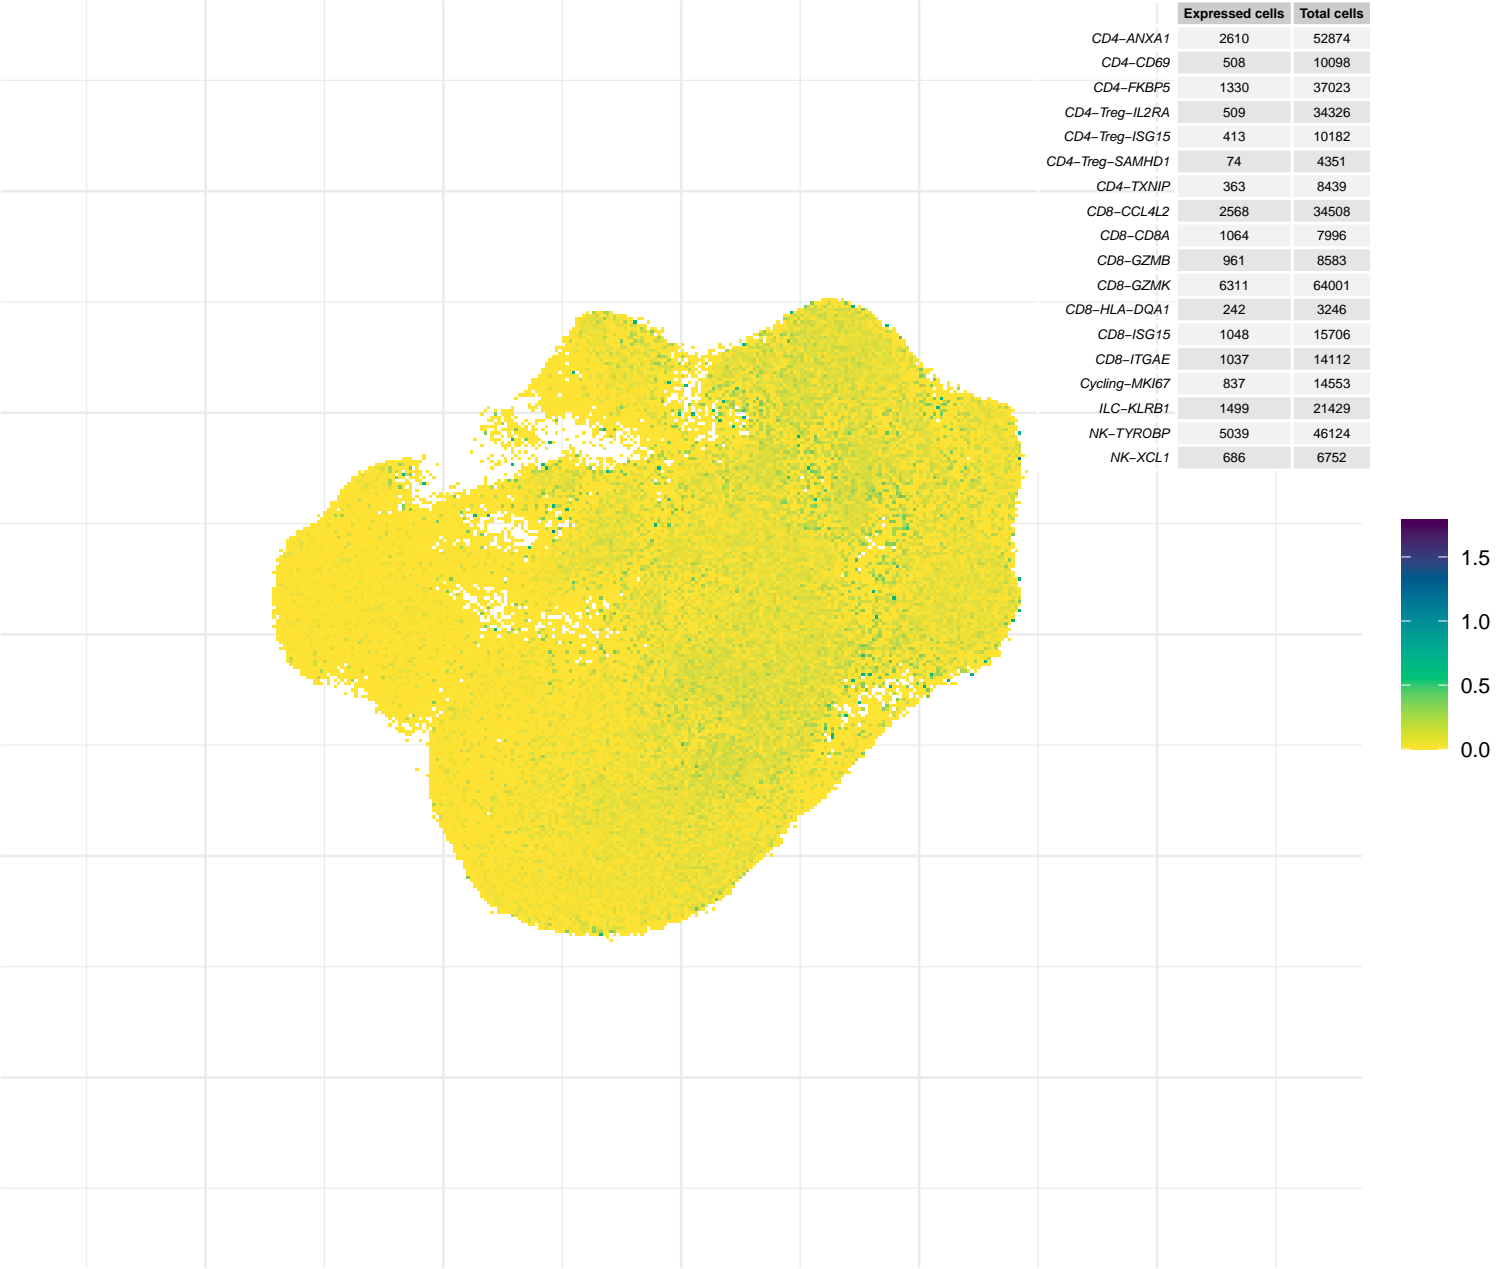 Expressed cells Total cells
CD4−ANXA1 2610 52874
CD4−CD69 508 10098
CD4−FKBP5 1330 37023
CD4−Treg−IL2RA 509 34326
CD4−Treg−ISG15 413 10182
CD4−Treg−SAMHD1 74 4351
CD4−TXNIP 363 8439
CD8−CCL4L2 2568 34508
CD8−CD8A 1064 7996
CD8−GZMB 961 8583
CD8−GZMK 6311 64001
CD8−HLA−DQA1 242 3246
CD8−ISG15 1048 15706
CD8−ITGAE 1037 14112
Cycling−MKI67 837 14553
ILC−KLRB1 1499 21429
NK−TYROBP 5039 46124
NK−XCL1 686 6752
1.5
1.0
0.5
0.0